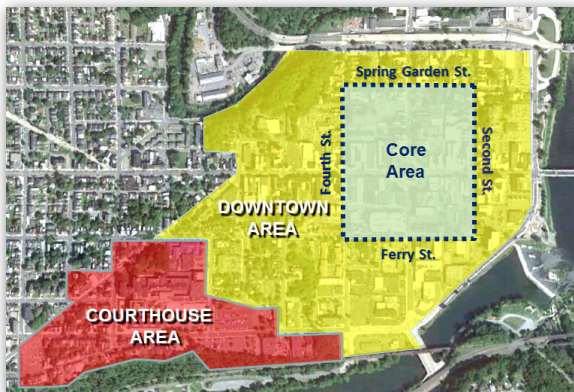 Spring Garden St.
Fourth St.
Core
Area
Second St.
DOWNTOWN
AREA
Ferry St.
COURTHOUSE
AREA